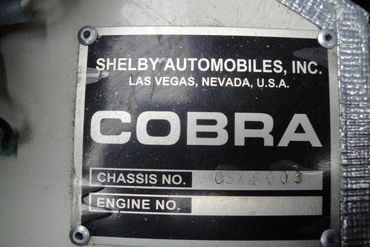 SHELBY AUTOMOBILES, INC.
LAS VEGAS, NEVADA, U.S.A.
COBRA
CHASSIS NO.
ENGINE NO.